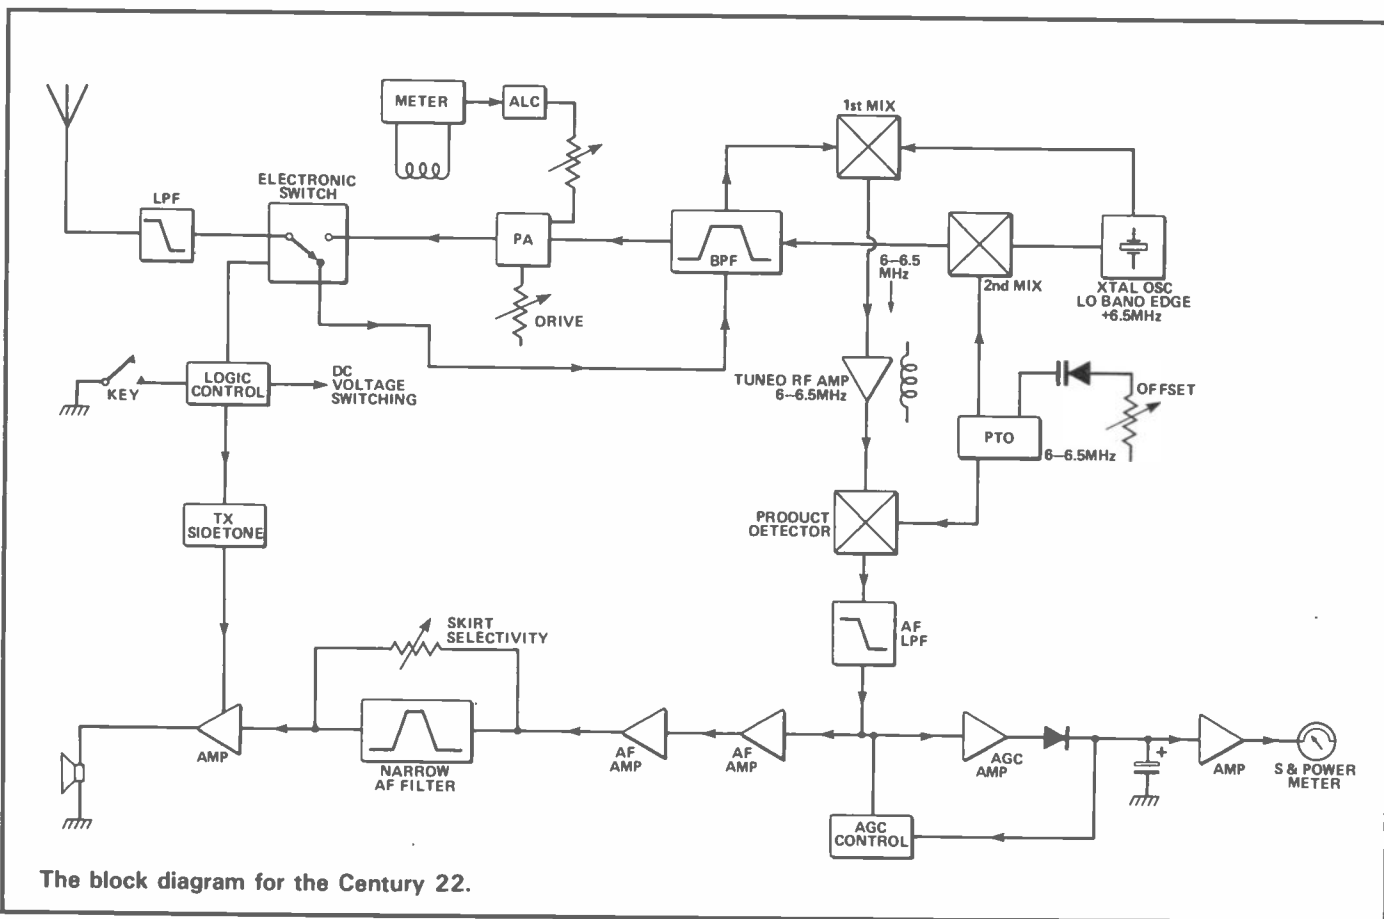 1st MIX
METER
ALC
ELECTRONIC
SWITCH
LPF
PA
BPF
6–6.5
MHz
2nd MIX
XTAL OSC
LO BAND EDGE
+6.5MHz
DRIVE
KEY
LOGIC
CONTROL
DC
VOLTAGE
SWITCHING
TUNEO RF AMP
6–6.5MHz
OFFSET
PTO
6–6.5MHz
TX
SIOETONE
PRODUCT
DETECTOR
AF
LPF
SKIRT
SELECTIVITY
AMP
NARROW
AF FILTER
AF
AMP
AF
AMP
AGC
AMP
+
AMP
S & POWER
METER
AGC
CONTROL
The block diagram for the Century 22.